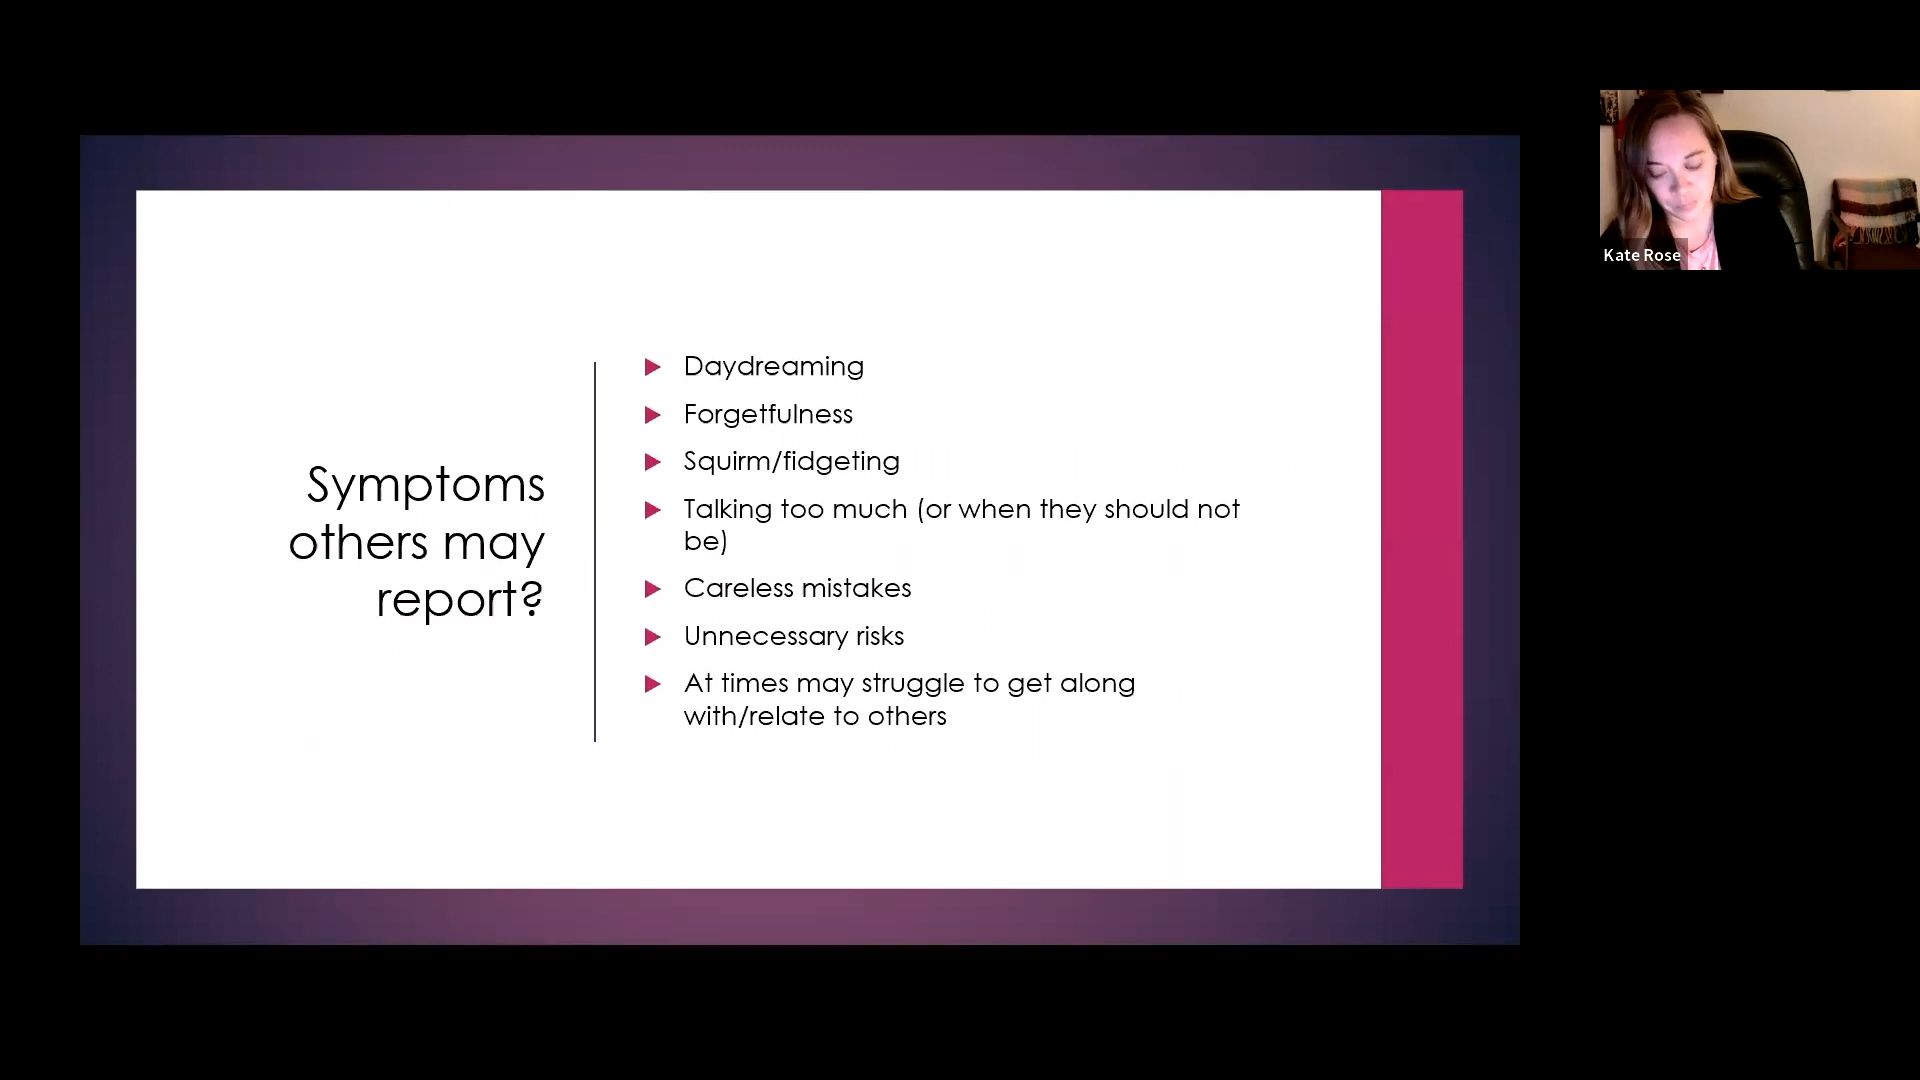 Symptoms
others may
report?
Daydreaming
Forgetfulness
Squirm/fidgeting
Talking too much (or when they should not
be)
Careless mistakes
Unnecessary risks
At times may struggle to get along
with/relate to others
Kate Rose